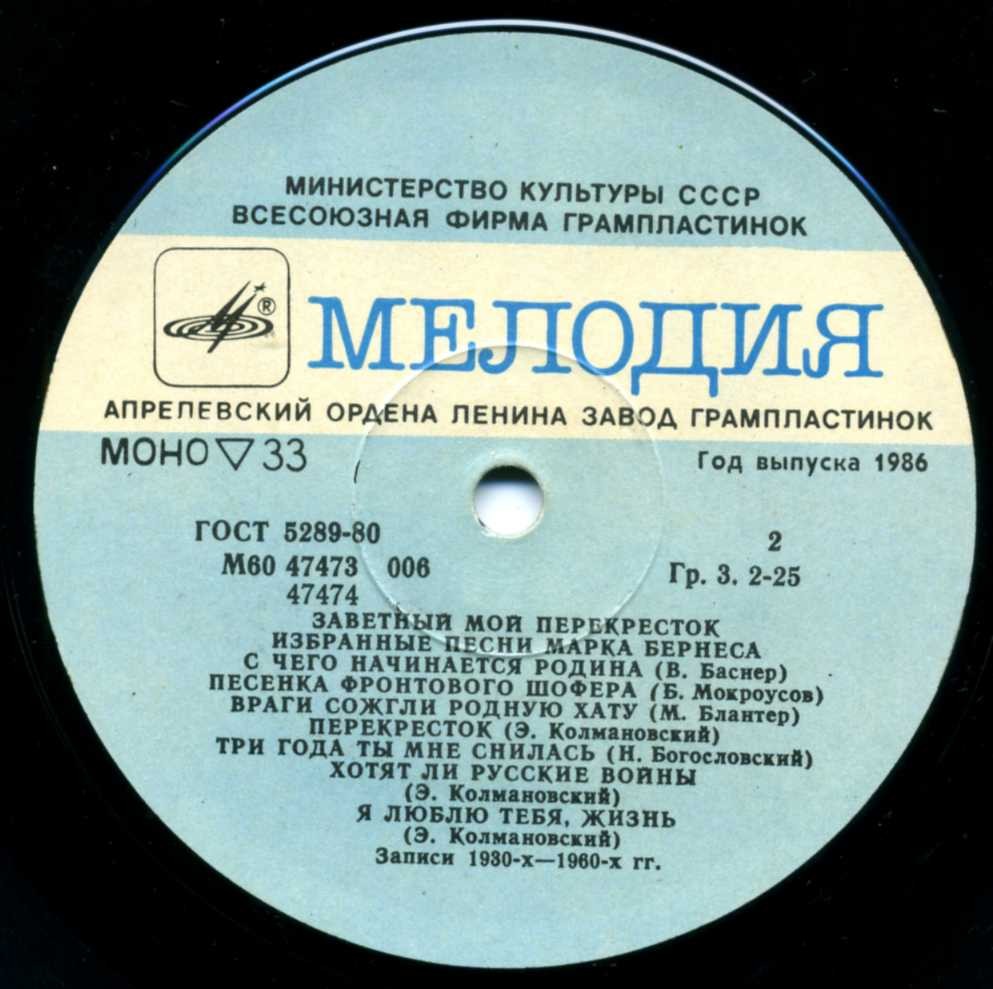 МИНИСТЕРСТВО КУЛЬТУРЫ СССР
ВСЕСОЮЗНАЯ ФИРМА ГРАМПЛАСТИНОК
®
МЕЛОДИЯ
АПРЕЛЕВСКИЙ ОРДЕНА ЛЕНИНА ЗАВОД ГРАМПЛАСТИНОК
МОНО ▽ 33
Год выпуска 1986
ГОСТ 5289-80
2
М60 47473 006
Гр. 3. 2-25
47474
ЗАВЕТНЫЙ МОЙ ПЕРЕКРЕСТОК
ИЗБРАННЫЕ ПЕСНИ МАРКА БЕРНЕСА
С ЧЕГО НАЧИНАЕТСЯ РОДИНА (В. Баснер)
ПЕСЕНКА ФРОНТОВОГО ШОФЕРА (Б. Мокроусов)
ВРАГИ СОЖГЛИ РОДНУЮ ХАТУ (М. Блантер)
ПЕРЕКРЕСТОК (Э. Колмановский)
ТРИ ГОДА ТЫ МНЕ СНИЛАСЬ (Н. Богословский)
ХОТЯТ ЛИ РУССКИЕ ВОЙНЫ
(Э. Колмановский)
Я ЛЮБЛЮ ТЕБЯ, ЖИЗНЬ
(Э. Колмановский)
Записи 1930-х—1960-х гг.